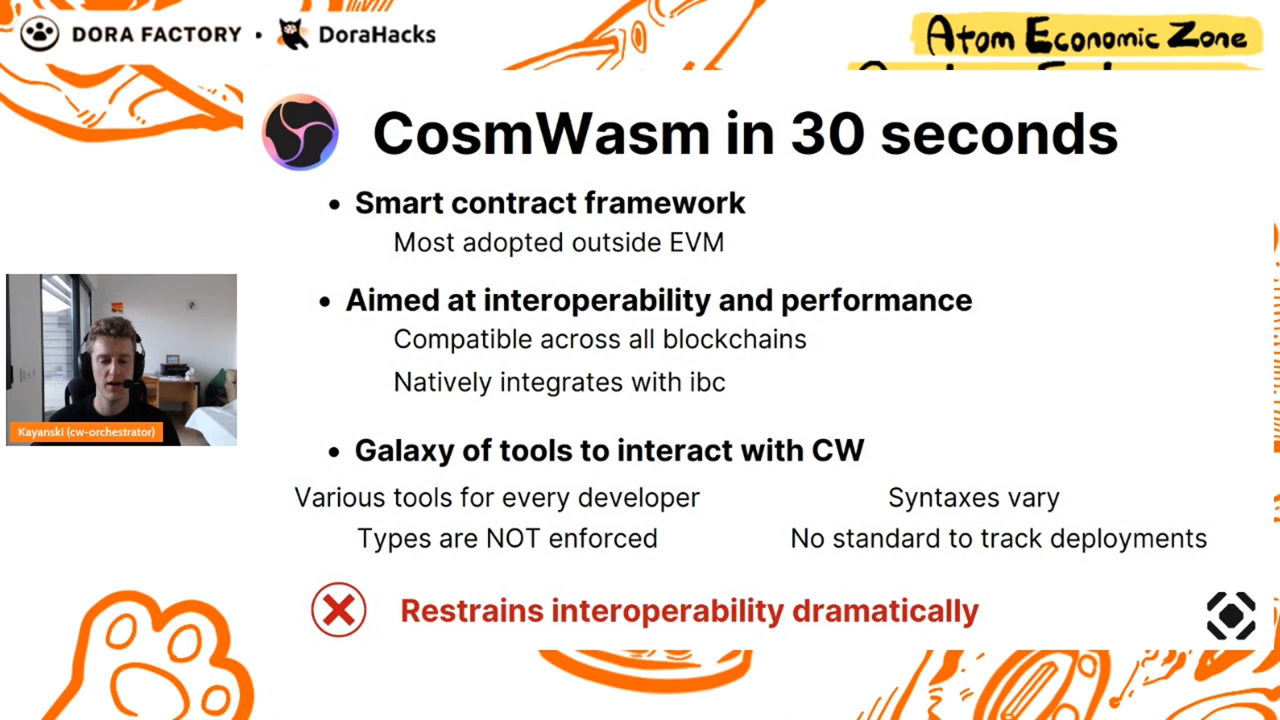 DORA FACTORY • DoraHacks
Atom Economic Zone
CosmWasm in 30 seconds
• Smart contract framework
Most adopted outside EVM
• Aimed at interoperability and performance
Compatible across all blockchains
Natively integrates with ibc
Kayanski (cw-orchestrator)
• Galaxy of tools to interact with CW
Various tools for every developer
Syntaxes vary
Types are NOT enforced
No standard to track deployments
Restrains interoperability dramatically